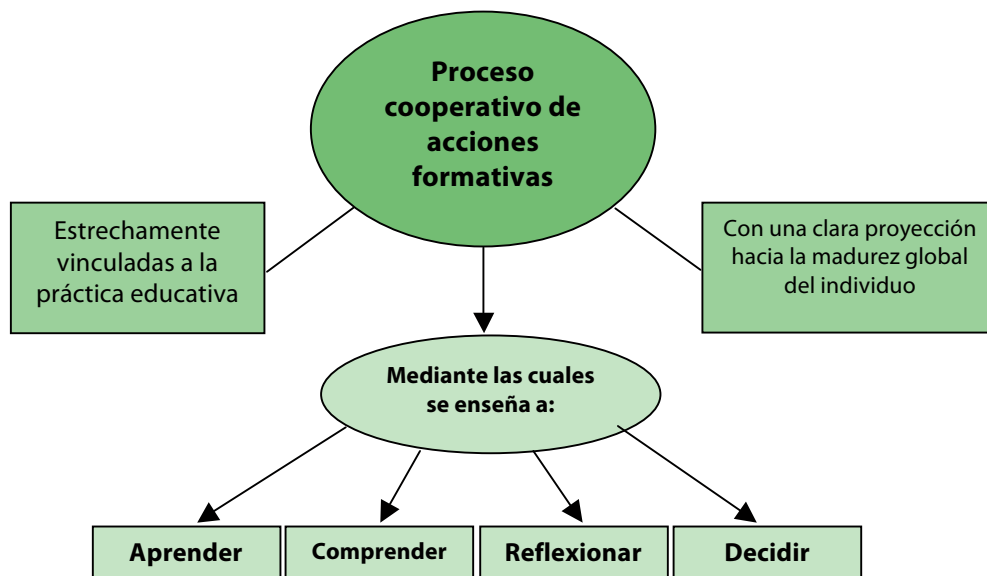 Proceso
cooperativo de
acciones
formativas
Estrechamente
vinculadas a la
práctica educativa
Con una clara proyección
hacia la madurez global
del individuo
Mediante las cuales
se enseña a:
Aprender
Comprender
Reflexionar
Decidir